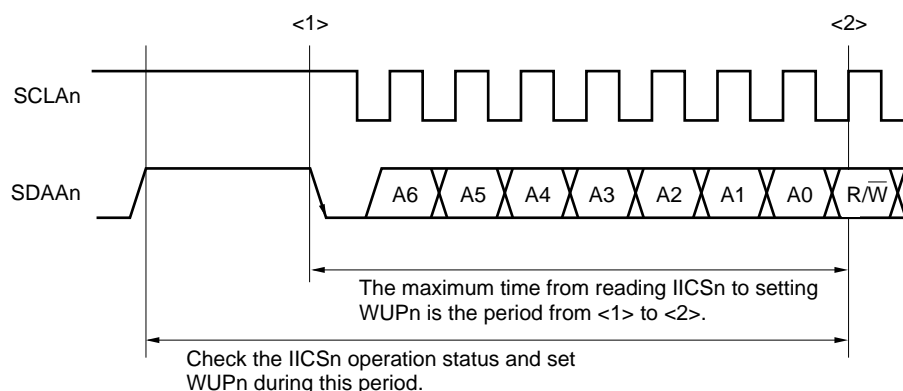 <1>
<2>
SCLAn
SDAAn
A6 A5 A4 A3 A2 A1 A0 R/W̅
The maximum time from reading IICSn to setting
WUPn is the period from <1> to <2>.
Check the IICSn operation status and set
WUPn during this period.